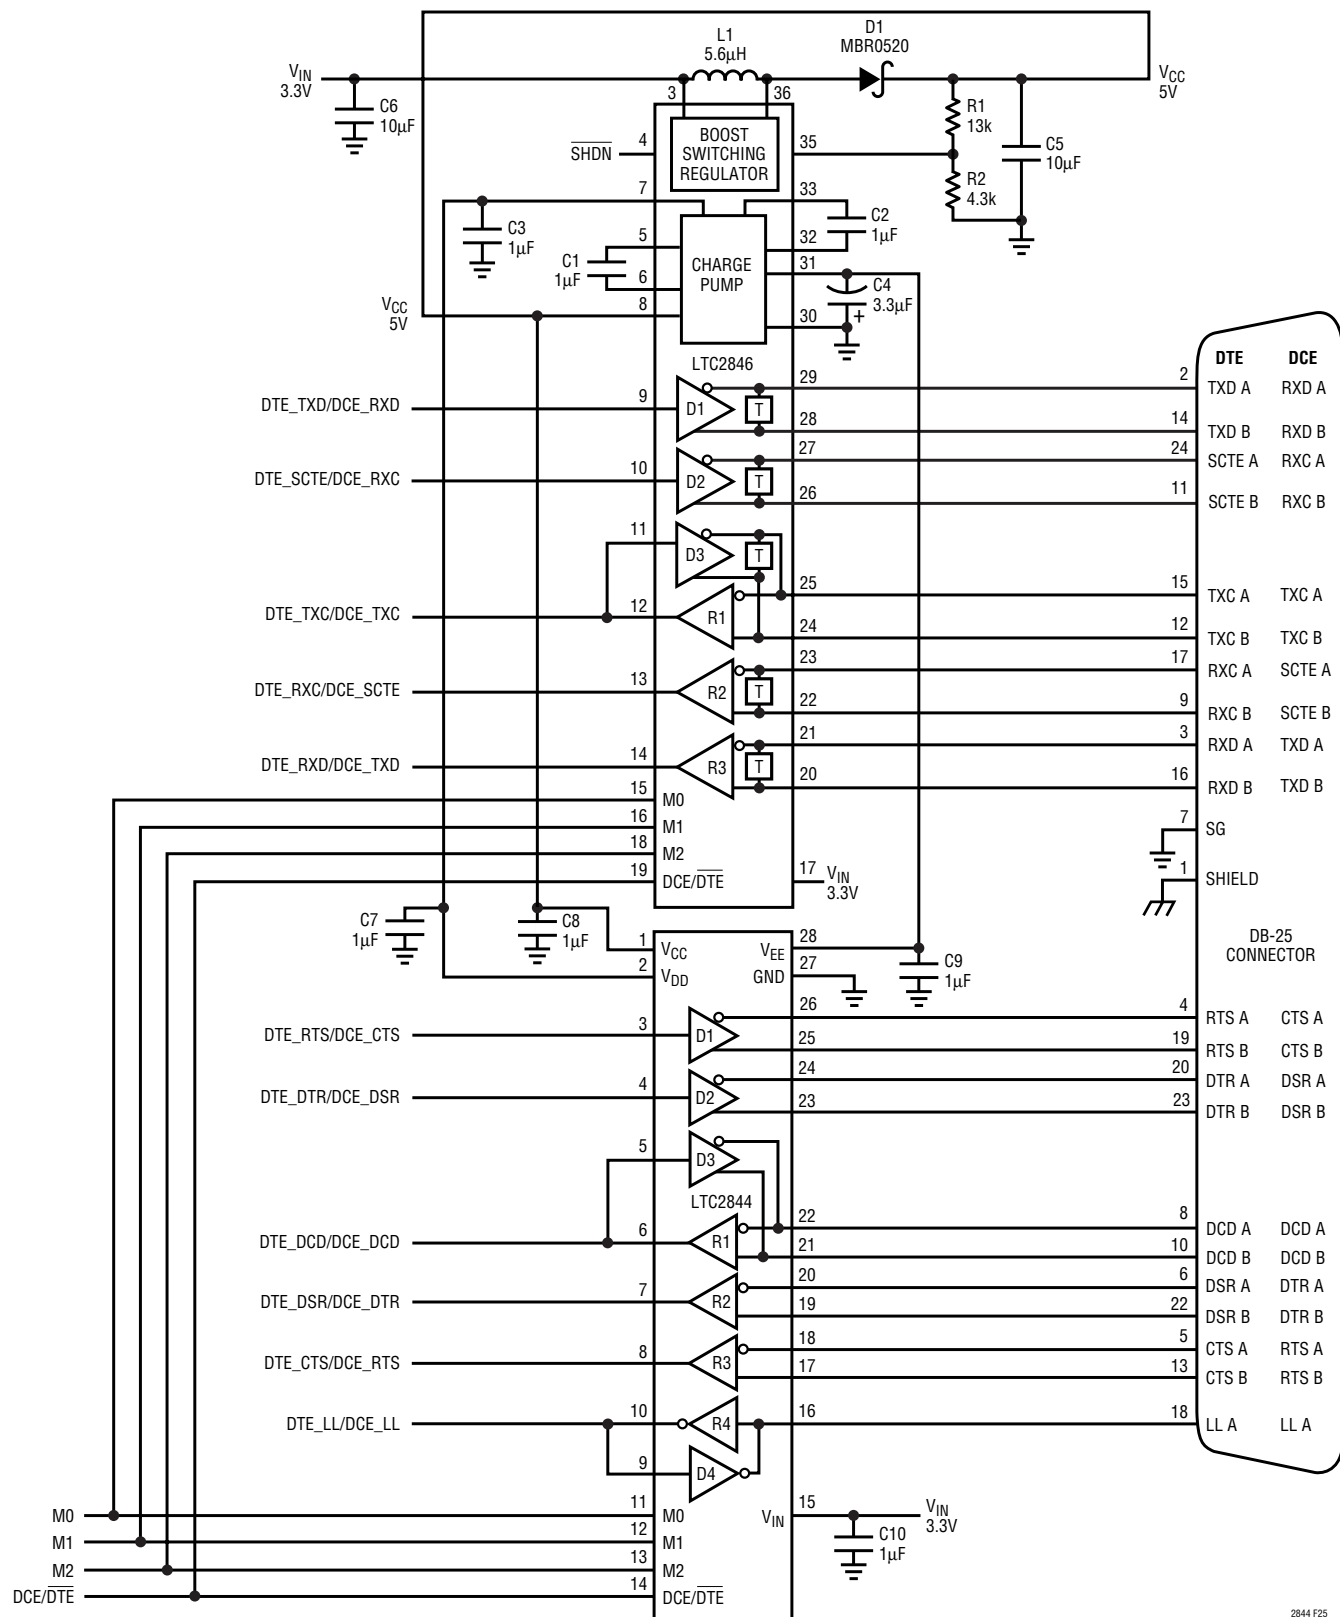 L1
5.6µH
D1
MBR0520
VIN
3.3V
C6
10µF
3
36
VCC
5V
R1
13k
C5
10µF
R2
4.3k
BOOST
SWITCHING
REGULATOR
4
SHDN
35
7
33
C3
1µF
C2
1µF
5
32
C1
1µF
CHARGE
PUMP
31
6
C4
3.3µF
+
VCC
5V
8
30
LTC2846
DTE DCE
DTE_TXD/DCE_RXD
9
D1
T
29
2
TXD A RXD A
28
14
TXD B RXD B
DTE_SCTE/DCE_RXC
10
D2
T
27
24
SCTE A RXC A
26
11
SCTE B RXC B
11
D3
T
25
15
TXC A TXC A
DTE_TXC/DCE_TXC
12
R1
24
12
TXC B TXC B
23
17
RXC A SCTE A
DTE_RXC/DCE_SCTE
13
R2
T
22
9
RXC B SCTE B
21
3
RXD A TXD A
DTE_RXD/DCE_TXD
14
R3
T
20
16
RXD B TXD B
15
M0
16
M1
18
M2
19
DCE/DTE
17
VIN
3.3V
7
SG
1
SHIELD
C7
1µF
C8
1µF
DB-25
CONNECTOR
1
VCC
VEE
28
2
VDD
GND
27
C9
1µF
DTE_RTS/DCE_CTS
3
D1
26
4
RTS A CTS A
25
19
RTS B CTS B
DTE_DTR/DCE_DSR
4
D2
24
20
DTR A DSR A
23
23
DTR B DSR B
5
D3
LTC2844
DTE_DCD/DCE_DCD
6
R1
22
8
DCD A DCD A
21
10
DCD B DCD B
DTE_DSR/DCE_DTR
7
R2
20
6
DSR A DTR A
19
22
DSR B DTR B
DTE_CTS/DCE_RTS
8
R3
18
5
CTS A RTS A
17
13
CTS B RTS B
DTE_LL/DCE_LL
10
R4
16
18
LL A LL A
9
D4
M0
11
M0
VIN
15
VIN
3.3V
M1
12
M1
C10
1µF
M2
13
M2
DCE/DTE
14
DCE/DTE
2844 F25